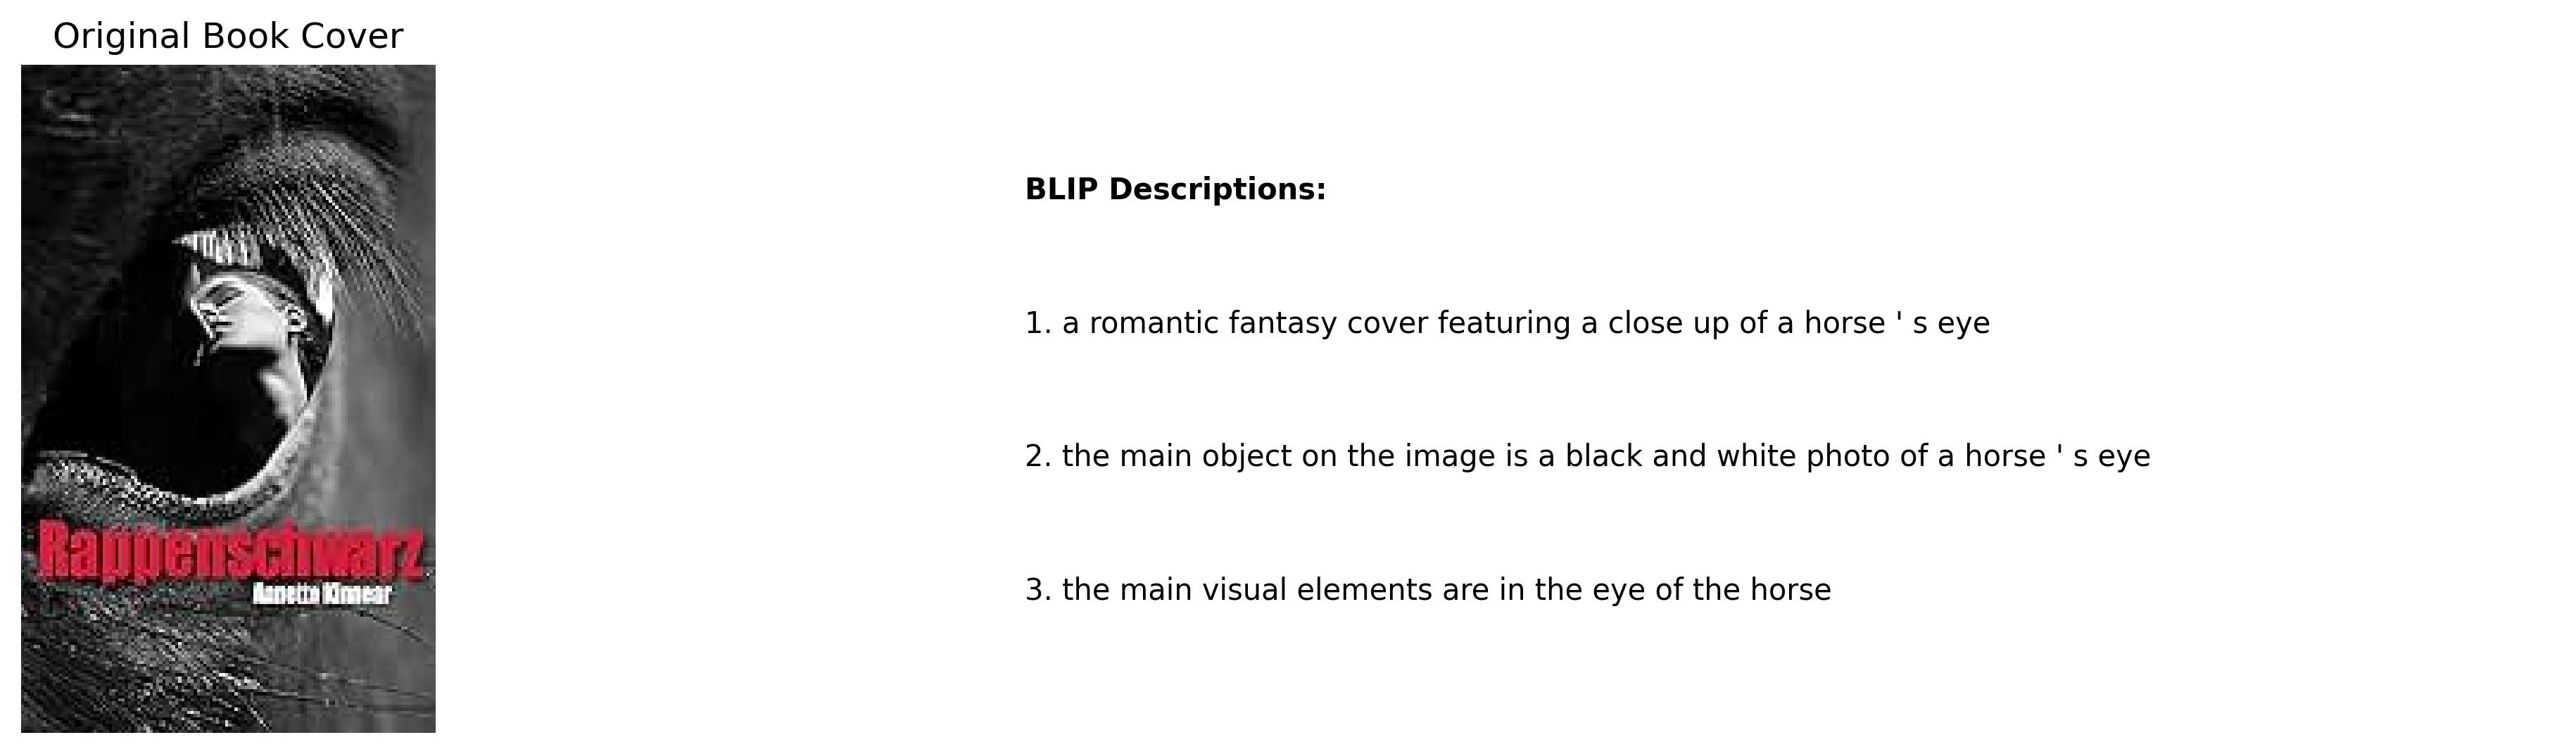 Original Book Cover
Rappenschwarz
Annette Kinnear
BLIP Descriptions:
1. a romantic fantasy cover featuring a close up of a horse ' s eye
2. the main object on the image is a black and white photo of a horse ' s eye
3. the main visual elements are in the eye of the horse